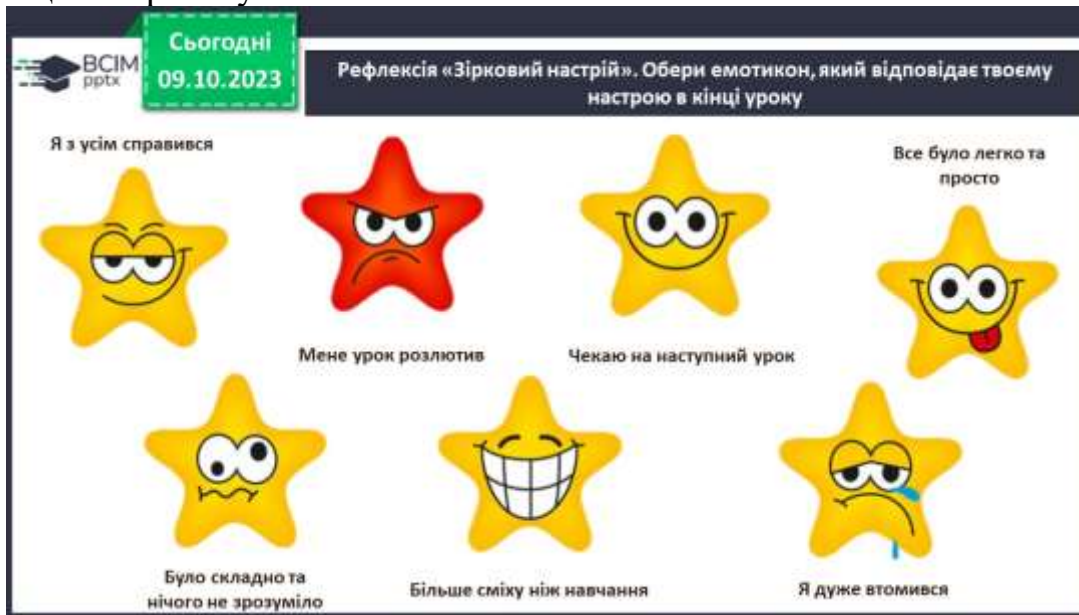 Сьогодні
09.10.2023
ВСІМ
pptx
Рефлексія «Зірковий настрій». Обери емотикон, який відповідає твоєму
настрою в кінці уроку
Я з усім справився
Все було легко та
просто
Мене урок розлютив
Чекаю на наступний урок
Було складно та
нічого не зрозуміло
Більше сміху ніж навчання
Я дуже втомився